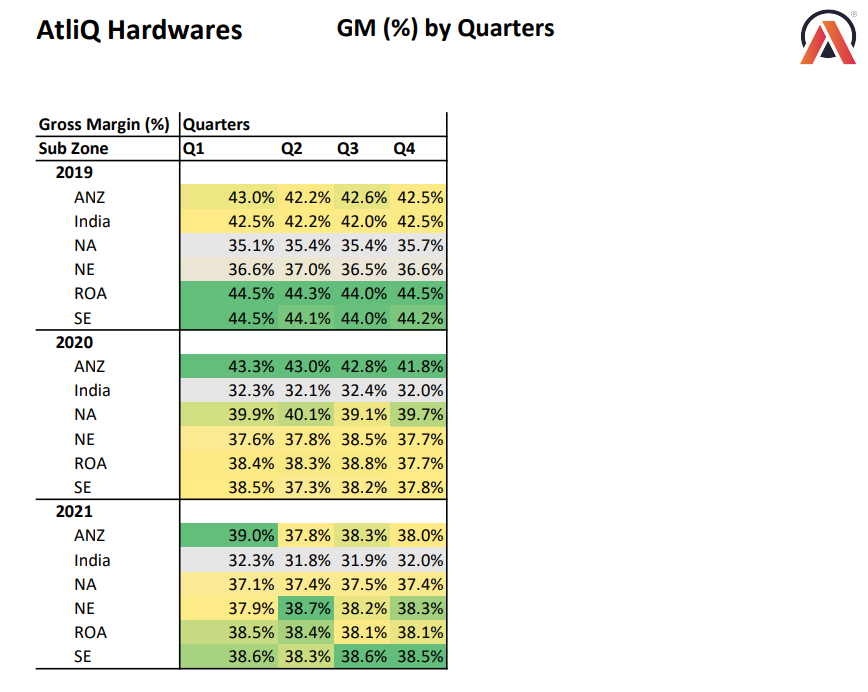 AtliQ Hardwares GM (%) by Quarters
®
Gross Margin (%) Quarters
Sub Zone Q1 Q2 Q3 Q4
2019
ANZ 43.0% 42.2% 42.6% 42.5%
India 42.5% 42.2% 42.0% 42.5%
NA 35.1% 35.4% 35.4% 35.7%
NE 36.6% 37.0% 36.5% 36.6%
ROA 44.5% 44.3% 44.0% 44.5%
SE 44.5% 44.1% 44.0% 44.2%
2020
ANZ 43.3% 43.0% 42.8% 41.8%
India 32.3% 32.1% 32.4% 32.0%
NA 39.9% 40.1% 39.1% 39.7%
NE 37.6% 37.8% 38.5% 37.7%
ROA 38.4% 38.3% 38.8% 37.7%
SE 38.5% 37.3% 38.2% 37.8%
2021
ANZ 39.0% 37.8% 38.3% 38.0%
India 32.3% 31.8% 31.9% 32.0%
NA 37.1% 37.4% 37.5% 37.4%
NE 37.9% 38.7% 38.2% 38.3%
ROA 38.5% 38.4% 38.1% 38.1%
SE 38.6% 38.3% 38.6% 38.5%